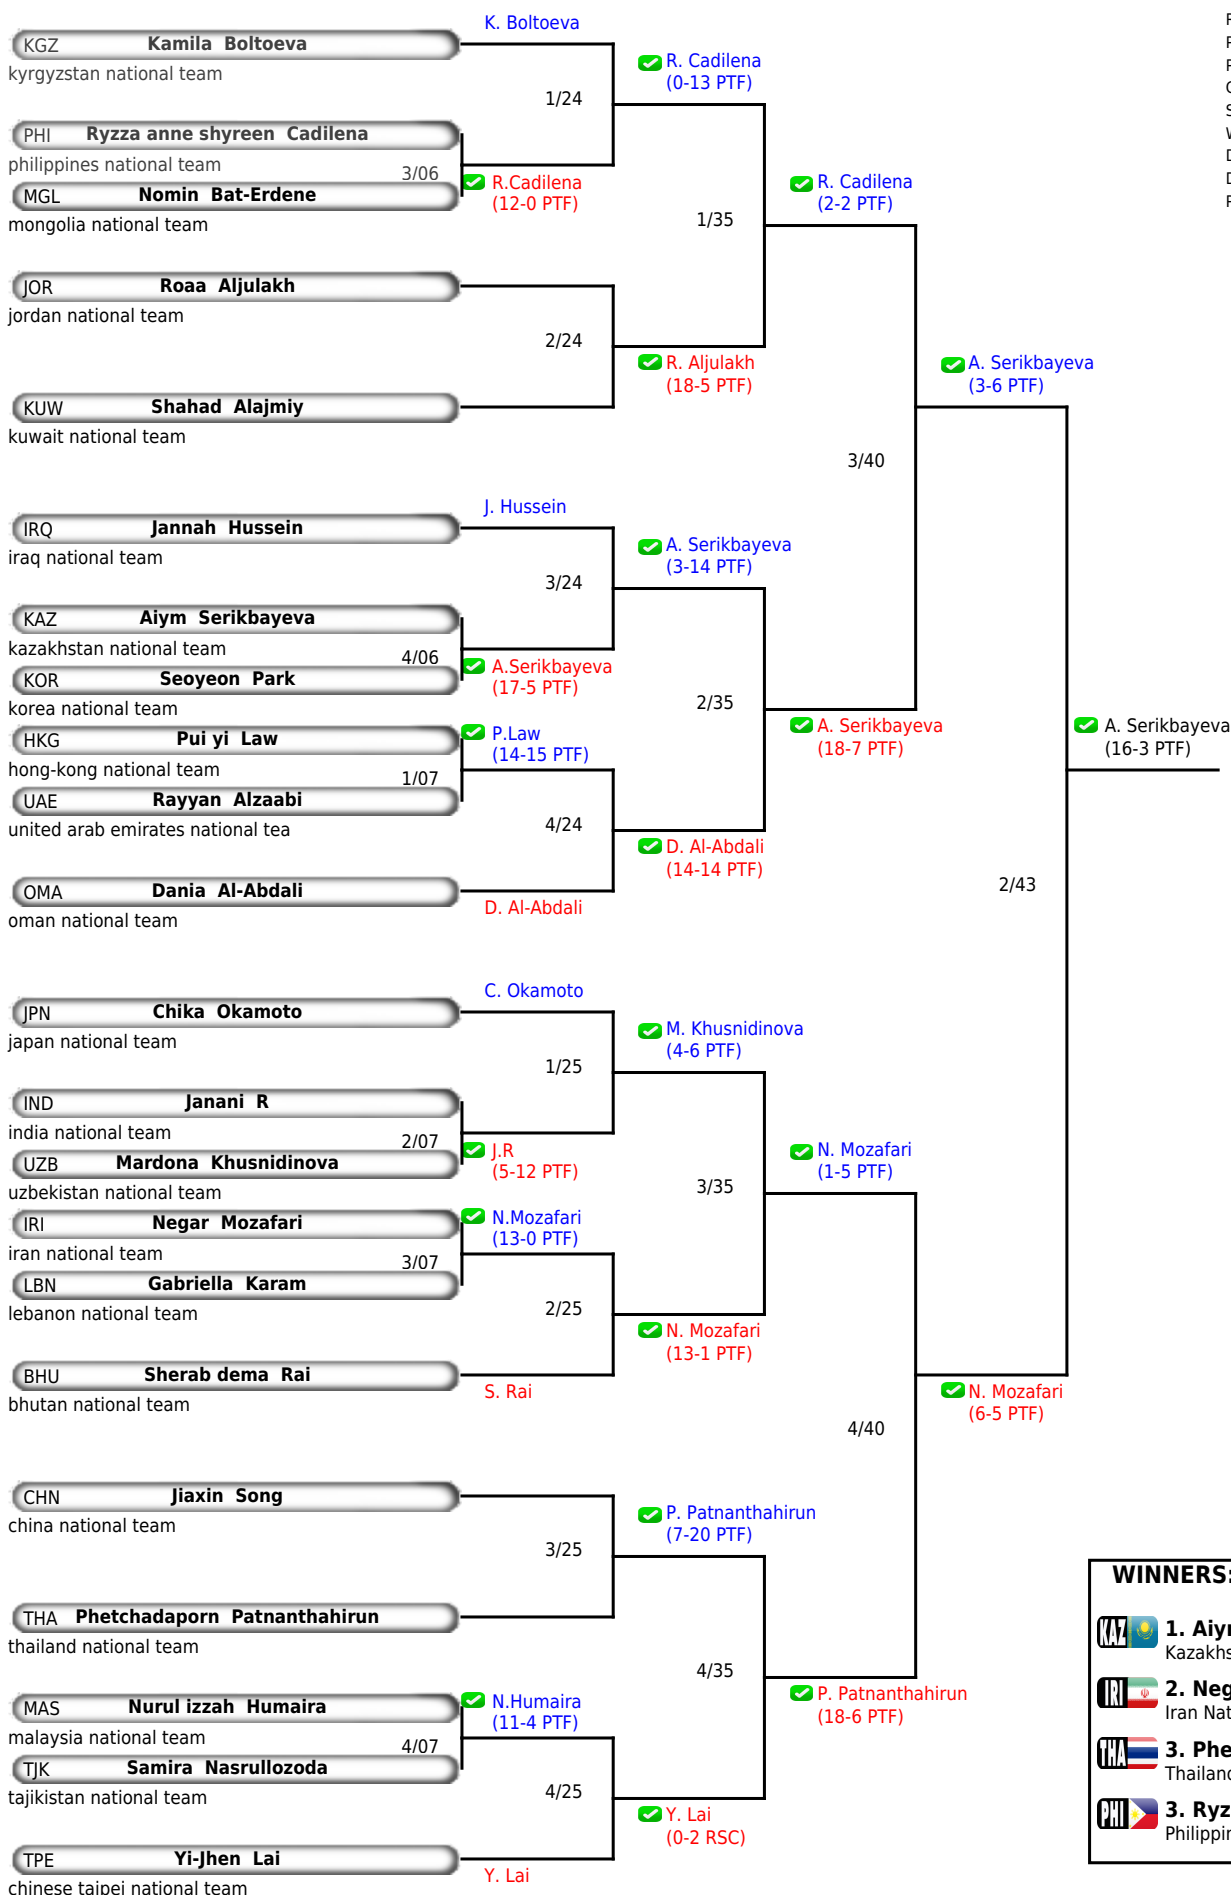 K. Boltoeva
KGZ Kamila Boltoeva
kyrgyzstan national team
R. Cadilena
(0-13 PTF)
1/24
PHI Ryzza anne shyreen Cadilena
philippines national team
3/06
R.Cadilena
(12-0 PTF)
MGL Nomin Bat-Erdene
mongolia national team
R. Cadilena
(2-2 PTF)
1/35
JOR Roaa Aljulakh
jordan national team
2/24
R. Aljulakh
(18-5 PTF)
KUW Shahad Alajmiy
kuwait national team
A. Serikbayeva
(3-6 PTF)
3/40
J. Hussein
IRQ Jannah Hussein
iraq national team
A. Serikbayeva
(3-14 PTF)
3/24
KAZ Aiym Serikbayeva
kazakhstan national team
4/06
A.Serikbayeva
(17-5 PTF)
KOR Seoyeon Park
korea national team
2/35
A. Serikbayeva
(18-7 PTF)
A. Serikbayeva
(16-3 PTF)
HKG Pui yi Law
hong-kong national team
P.Law
(14-15 PTF)
1/07
UAE Rayyan Alzaabi
united arab emirates national tea
4/24
D. Al-Abdali
(14-14 PTF)
OMA Dania Al-Abdali
oman national team
D. Al-Abdali
2/43
C. Okamoto
JPN Chika Okamoto
japan national team
M. Khusnidinova
(4-6 PTF)
1/25
IND Janani R
india national team
2/07
J.R
(5-12 PTF)
UZB Mardona Khusnidinova
uzbekistan national team
N. Mozafari
(1-5 PTF)
3/35
IRI Negar Mozafari
iran national team
N.Mozafari
(13-0 PTF)
3/07
LBN Gabriella Karam
lebanon national team
2/25
N. Mozafari
(13-1 PTF)
BHU Sherab dema Rai
bhutan national team
S. Rai
N. Mozafari
(6-5 PTF)
4/40
CHN Jiaxin Song
china national team
P. Patnanthahirun
(7-20 PTF)
3/25
THA Phetchadaporn Patnanthahirun
thailand national team
4/35
P. Patnanthahirun
(18-6 PTF)
MAS Nurul izzah Humaira
malaysia national team
N.Humaira
(11-4 PTF)
4/07
TJK Samira Nasrullozoda
tajikistan national team
4/25
Y. Lai
(0-2 RSC)
TPE Yi-Jhen Lai
chinese taipei national team
Y. Lai
WINNERS:
KAZ 1.
IRI 2.
Iran
THA 3.
PHI 3.